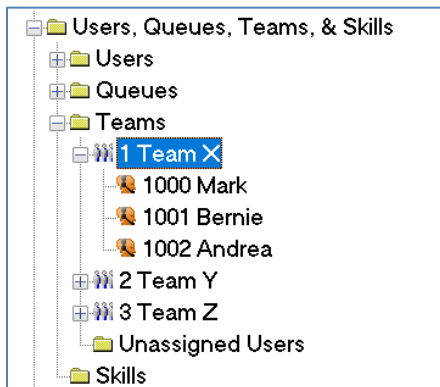 Users, Queues, Teams, & Skills
Users
Queues
Teams
1 Team X
1000 Mark
1001 Bernie
1002 Andrea
2 Team Y
3 Team Z
Unassigned Users
Skills